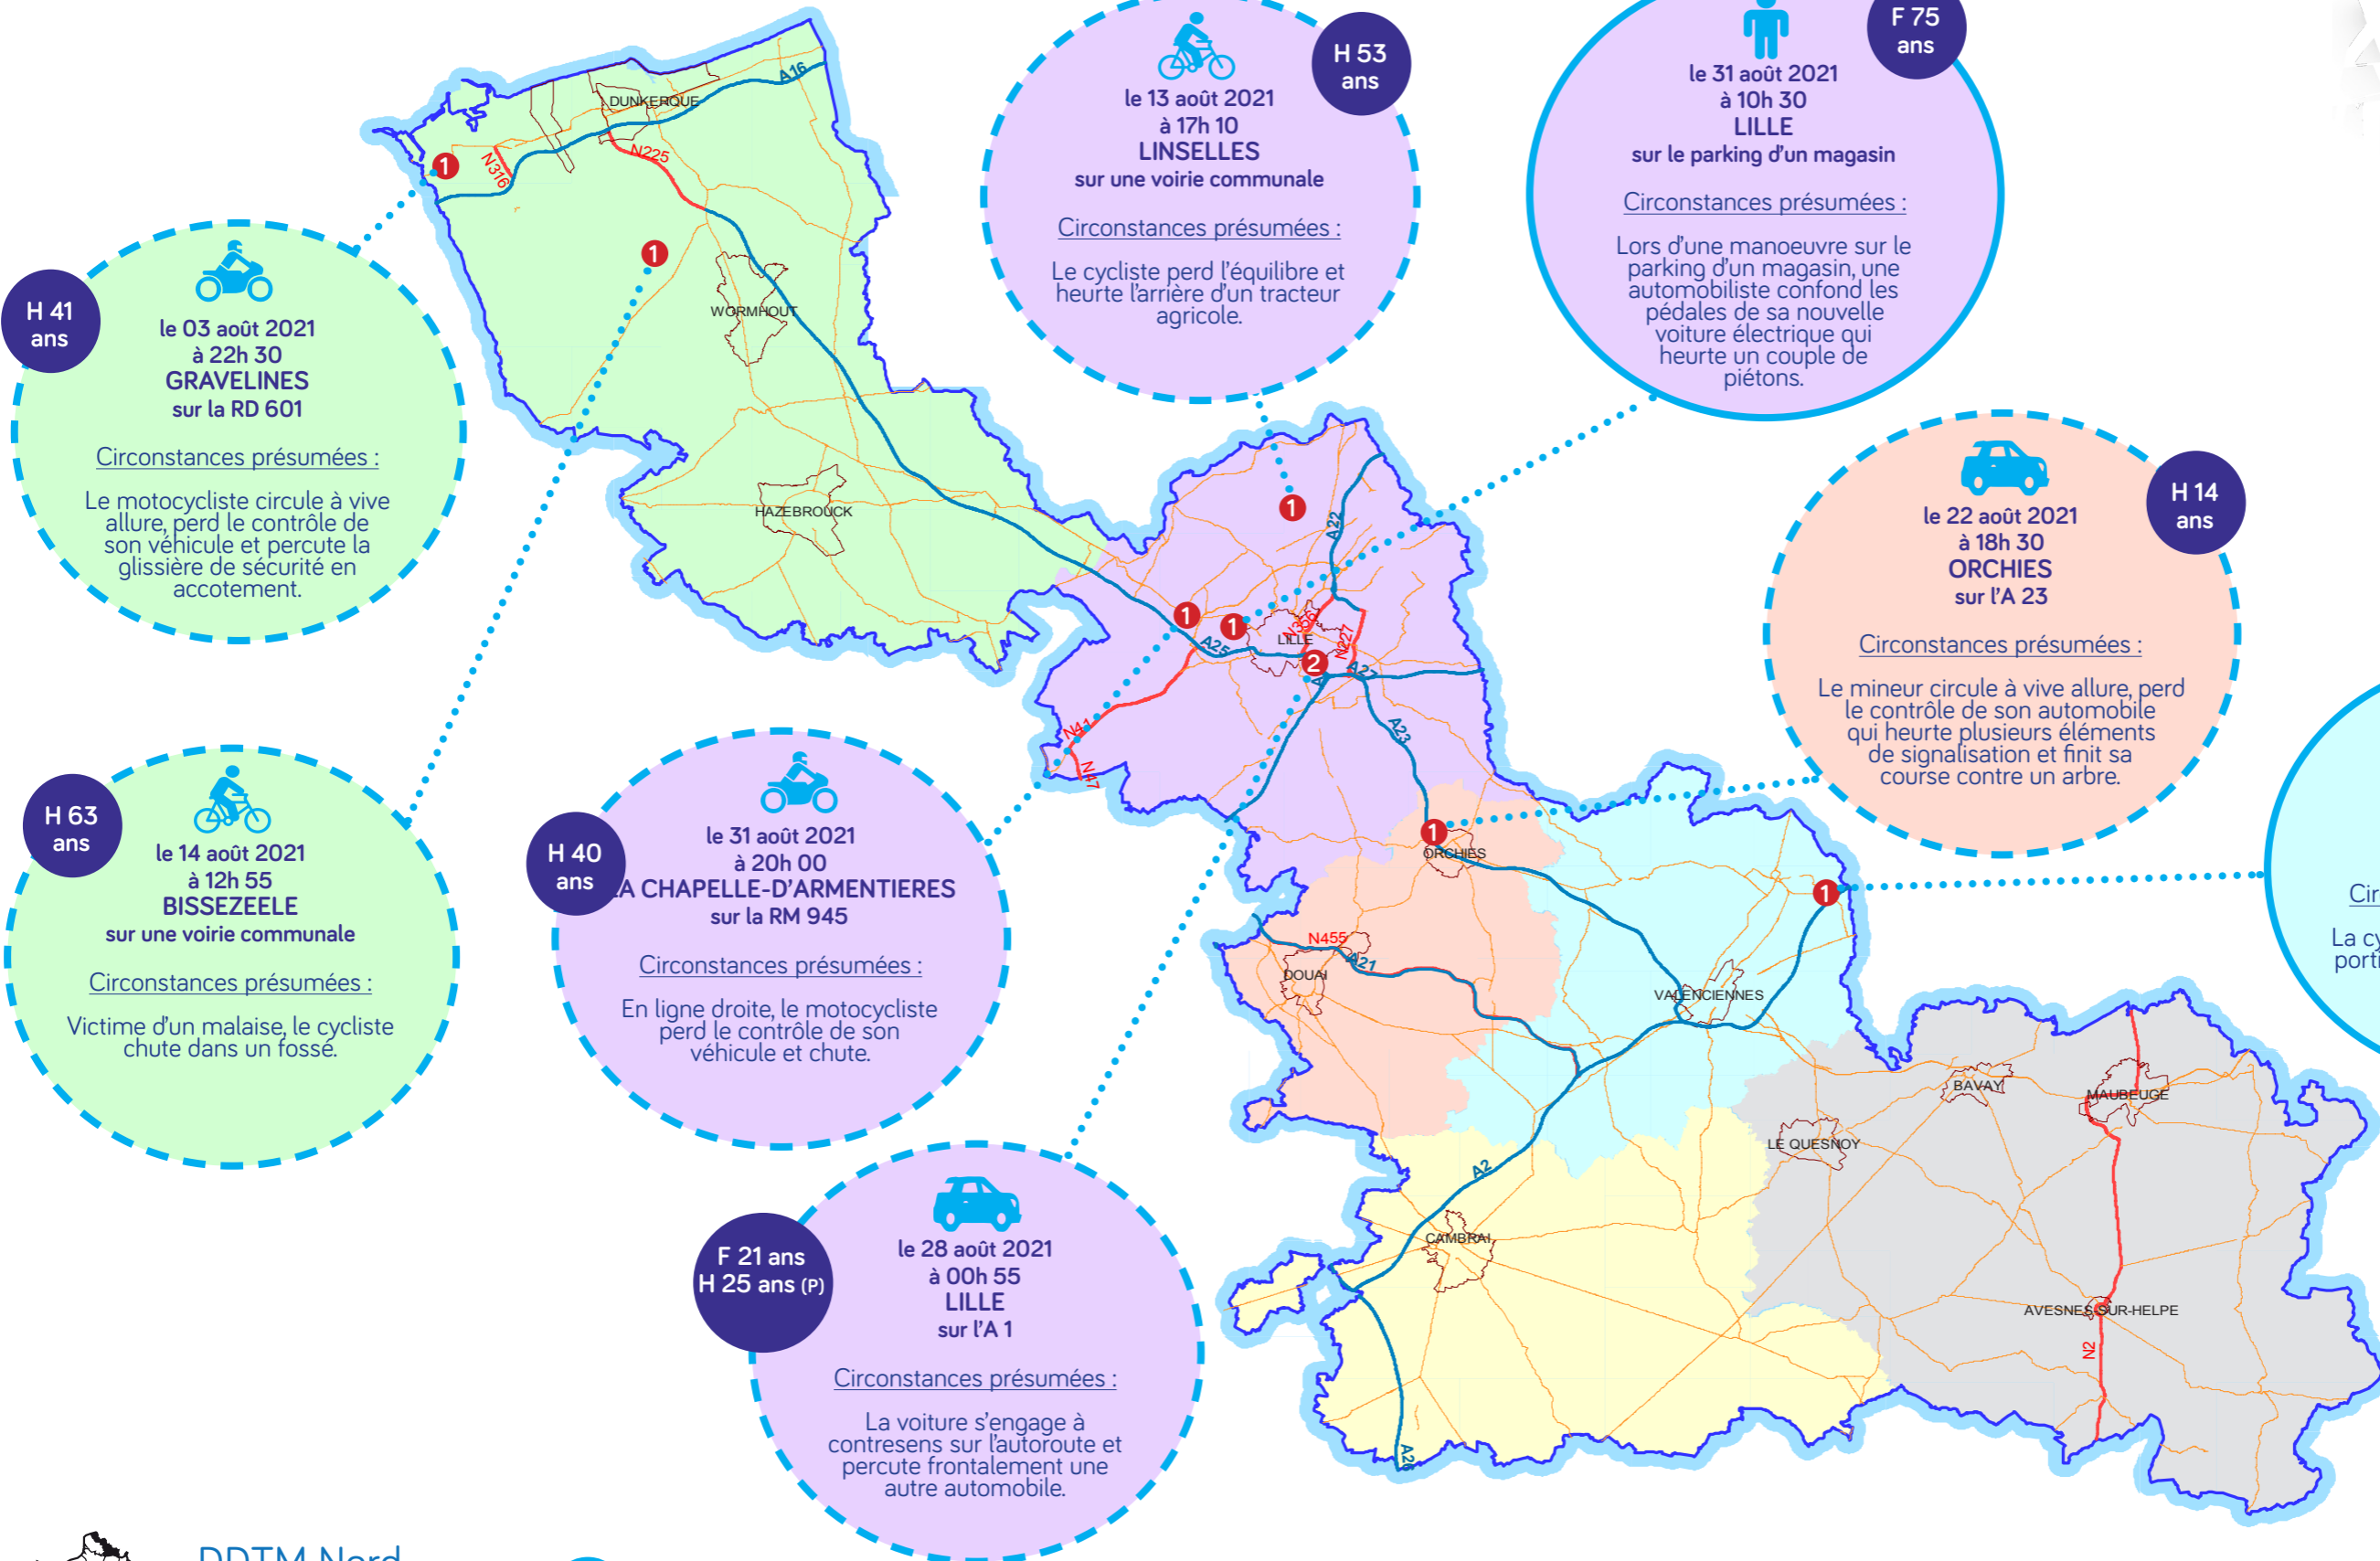 H 41
ans
le 03 août 2021
à 22h 30
GRAVELINES
sur la RD 601
Circonstances présumées :
Le motocycliste circule à vive
allure, perd le contrôle de
son véhicule et percute la
glissière de sécurité en
accotement.
H 53
ans
le 13 août 2021
à 17h 10
LINSELLES
sur une voirie communale
Circonstances présumées :
Le cycliste perd l'équilibre et
heurte l'arrière d'un tracteur
agricole.
F 75
ans
le 31 août 2021
à 10h 30
LILLE
sur le parking d'un magasin
Circonstances présumées :
Lors d'une manoeuvre sur le
parking d'un magasin, une
automobiliste confond les
pédales de sa nouvelle
voiture électrique qui
heurte un couple de
piétons.
H 14
ans
le 22 août 2021
à 18h 30
ORCHIES
sur l'A 23
Circonstances présumées :
Le mineur circule à vive allure, perd
le contrôle de son automobile
qui heurte plusieurs éléments
de signalisation et finit sa
course contre un arbre.
H 63
ans
le 14 août 2021
à 12h 55
BISSEZEELE
sur une voirie communale
Circonstances présumées :
Victime d'un malaise, le cycliste
chute dans un fossé.
H 40
ans
le 31 août 2021
à 20h 00
LA CHAPELLE-D'ARMENTIERES
sur la RM 945
Circonstances présumées :
En ligne droite, le motocycliste
perd le contrôle de son
véhicule et chute.
F 21 ans
H 25 ans (P)
le 28 août 2021
à 00h 55
LILLE
sur l'A 1
Circonstances présumées :
La voiture s'engage à
contresens sur l'autoroute et
percute frontalement une
autre automobile.
La
A16
DUNKERQUE
1
N316
N225
1
WORMHOUT
HAZEBROUCK
1
A22
1
1
N356
LILLE
N227
A25
2
A27
N41
N47
A23
1
ORCHIES
1
N455
A21
DOUAI
VALENCIENNES
BAVAY
MAUBEUGE
LE QUESNOY
A2
CAMBRAI
AVESNES-SUR-HELPE
N2
A26
DDTM Nord